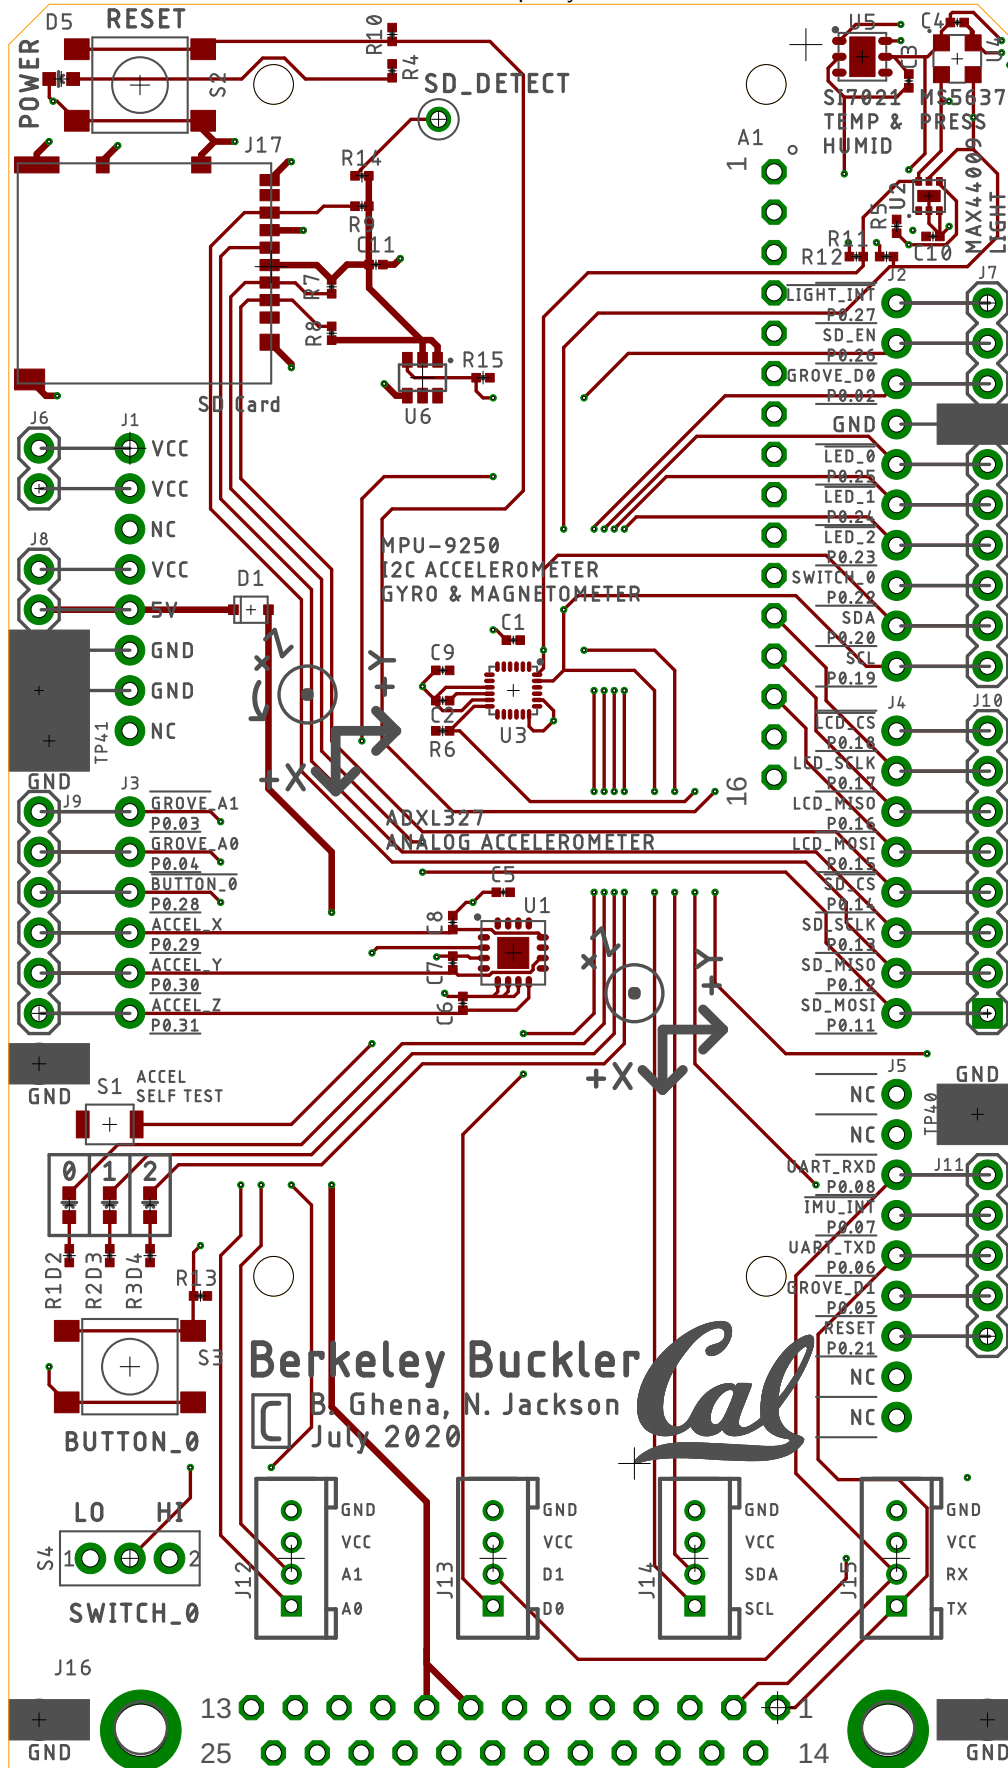 D5
RESET
POWER
S2
R10
R4
SD_DETECT
J17
R14
R9
C11
R7
R8
R15
U6
SD Card
U5
C3
C4
U4
SI7021
TEMP &
HUMID
MS5637
PRESS
A1
1
16
U2
R5
C10
MAX44009
LIGHT
R11
R12
J2
J7
LIGHT_INT
P0.27
SD_EN
P0.26
GROVE_D0
P0.02
GND
LED_0
P0.25
LED_1
P0.24
LED_2
P0.23
SWITCH_0
P0.22
SDA
P0.20
SCL
P0.19
J6
J1
VCC
VCC
NC
J8
VCC
5V
GND
GND
NC
TP41
GND
D1
MPU-9250
I2C ACCELEROMETER
GYRO & MAGNETOMETER
C1
C9
C2
R6
U3
Z
X
Y
+
+X
J4
J10
LCD_CS
P0.18
LCD_SCLK
P0.17
LCD_MISO
P0.16
LCD_MOSI
P0.15
SD_CS
P0.14
SD_SCLK
P0.13
SD_MISO
P0.12
SD_MOSI
P0.11
J9
J3
GROVE_A1
P0.03
GROVE_A0
P0.04
BUTTON_0
P0.28
ACCEL_X
P0.29
ACCEL_Y
P0.30
ACCEL_Z
P0.31
GND
ADXL327
ANALOG ACCELEROMETER
C5
C8
U1
C7
C6
Z
X
Y
+
+X
S1
ACCEL
SELF TEST
0 1 2
R1D2
R2D3
R3D4
R13
S3
BUTTON_0
J5
GND
TP40
NC
NC
UART_RXD
P0.08
J11
IMU_INT
P0.07
UART_TXD
P0.06
GROVE_D1
P0.05
RESET
P0.21
NC
NC
Berkeley Buckler
C
B. Ghena, N. Jackson
July 2020
Cal
LO HI
S4
1 2
SWITCH_0
J12
GND
VCC
A1
A0
J13
GND
VCC
D1
D0
J14
GND
VCC
SDA
SCL
J15
GND
VCC
RX
TX
J16
GND
13 1
25 14
GND